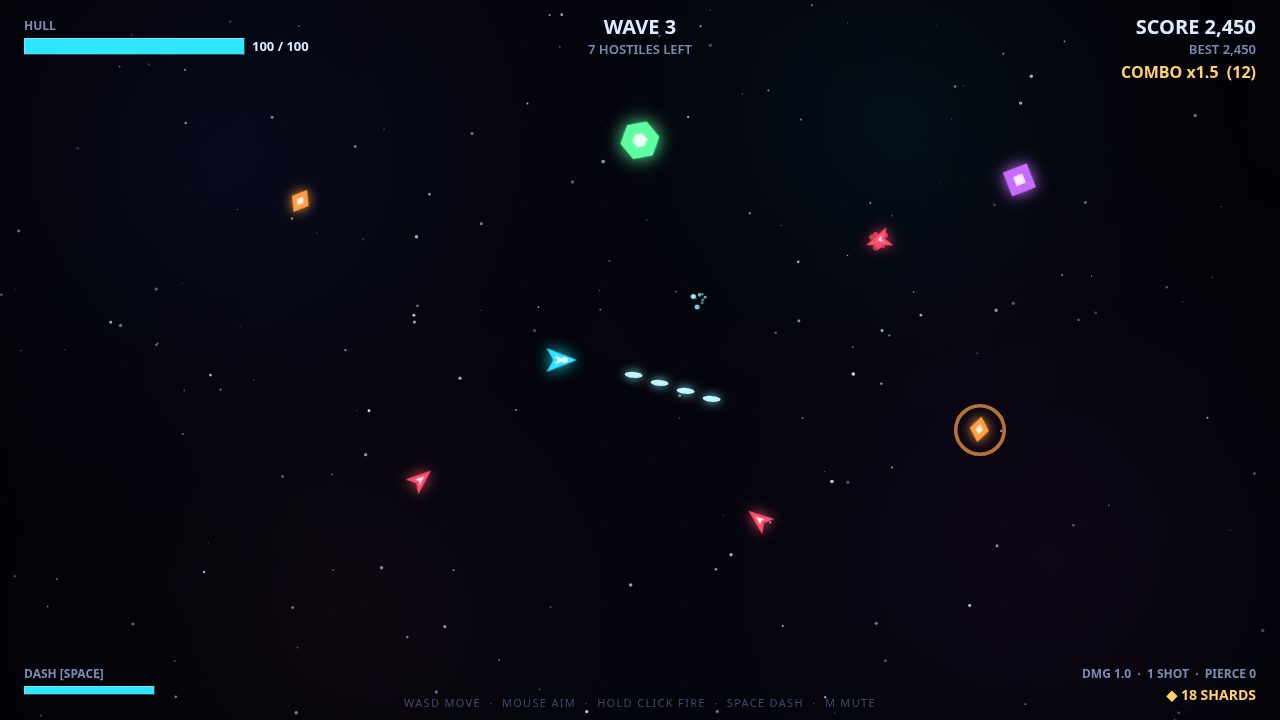 HULL
100 / 100
WAVE 3
7 HOSTILES LEFT
SCORE 2,450
BEST 2,450
COMBO x1.5 (12)
DASH [SPACE]
WASD MOVE · MOUSE AIM · HOLD CLICK FIRE · SPACE DASH · M MUTE
DMG 1.0 · 1 SHOT · PIERCE 0
◆ 18 SHARDS